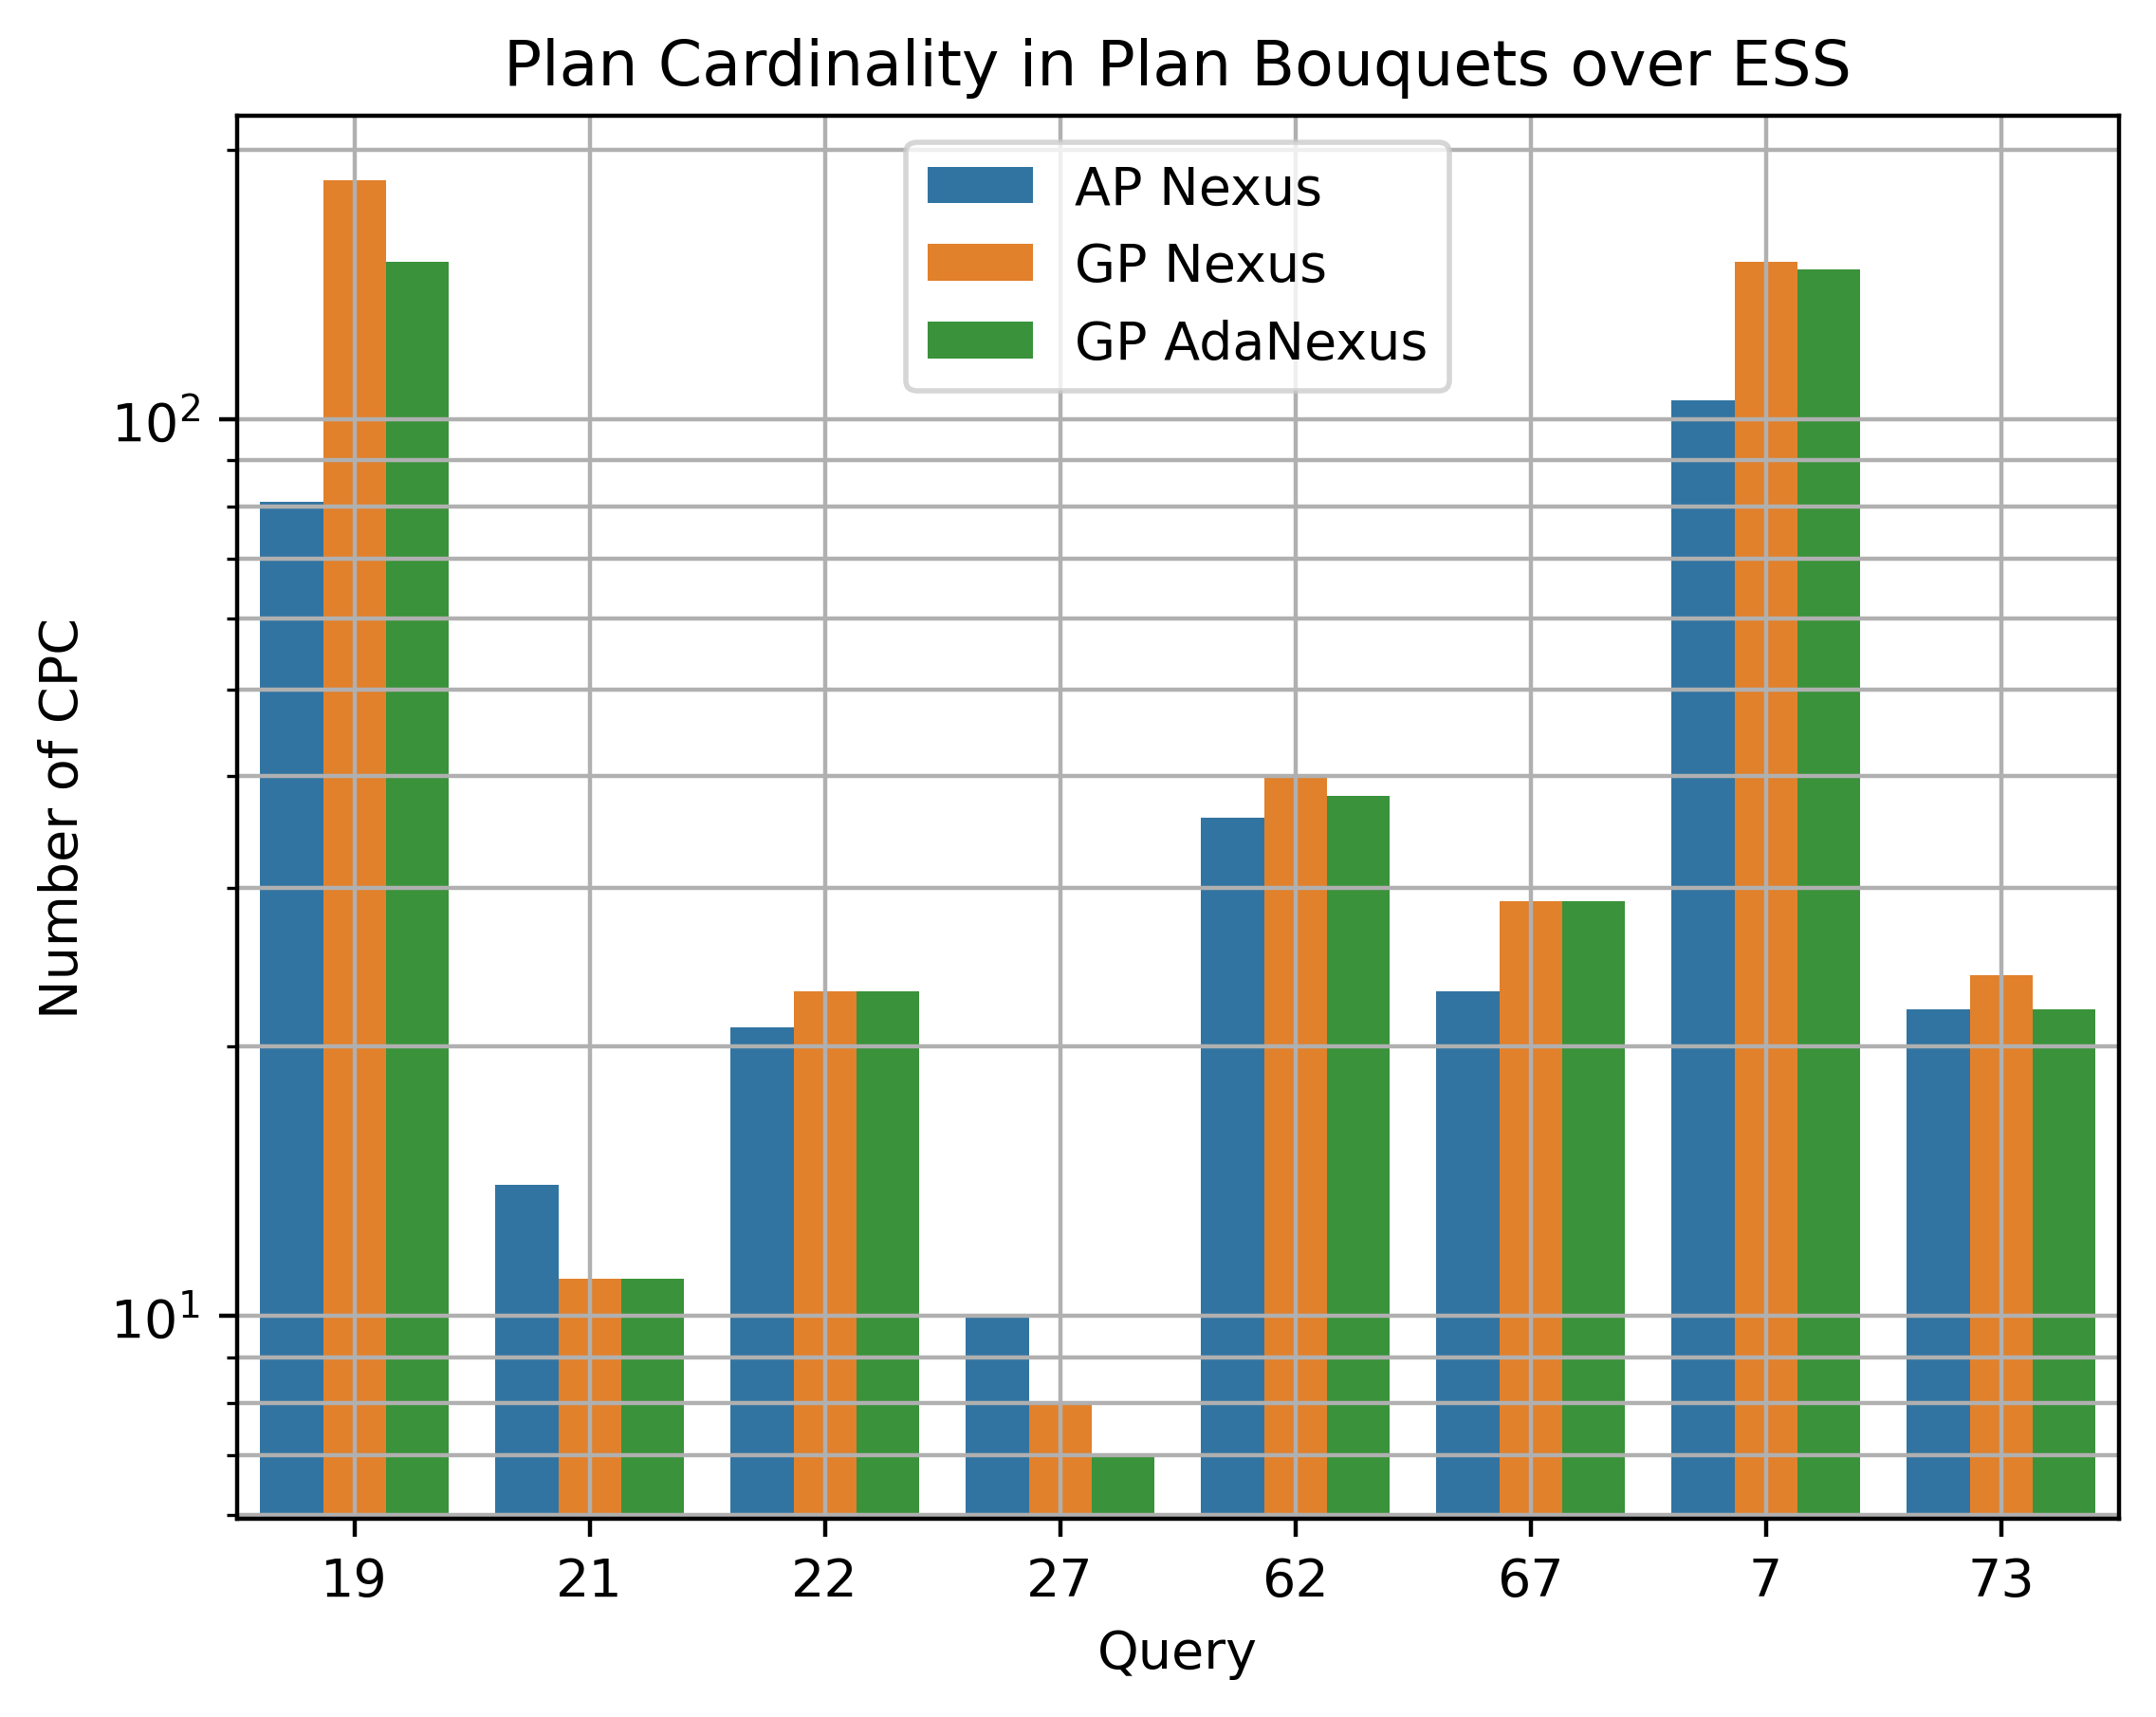 Plan Cardinality in Plan Bouquets over ESS
AP Nexus
GP Nexus
GP AdaNexus
10²
10¹
Number of CPC
19 21 22 27 62 67 7 73
Query